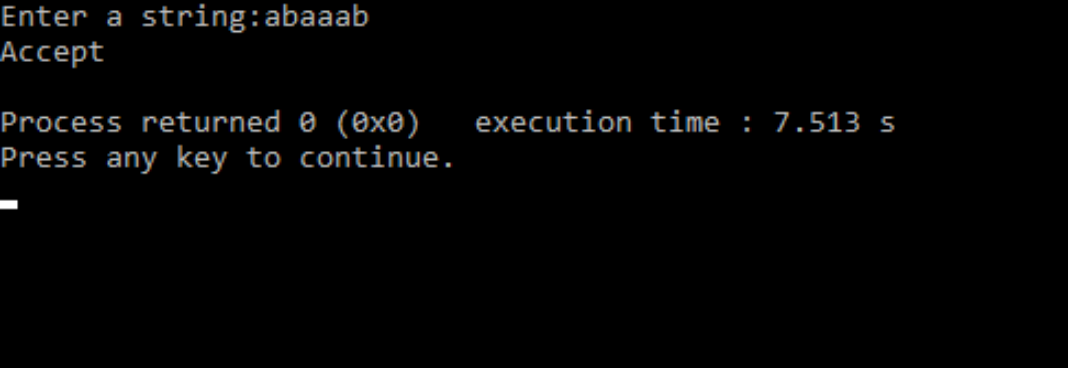 Enter a string:abaaab
Accept
Process returned 0 (0x0)   execution time : 7.513 s
Press any key to continue.